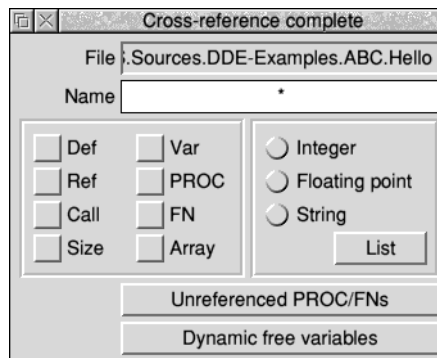 Cross-reference complete
File .Sources.DDE-Examples.ABC.Hello
Name *
Def Var Integer
Ref PROC Floating point
Call FN String
Size Array List
Unreferenced PROC/FNs
Dynamic free variables